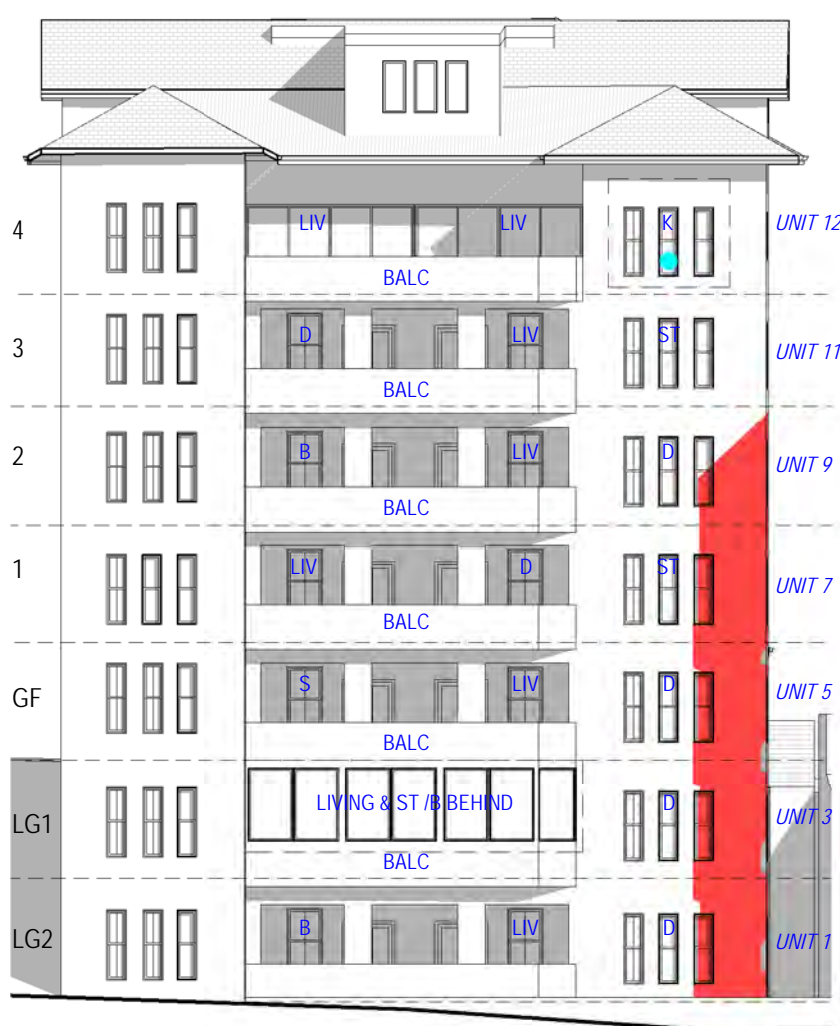 4 LIV LIV K UNIT 12
BALC
3 D LIV ST UNIT 11
BALC
2 B LIV D UNIT 9
BALC
1 LIV D ST UNIT 7
BALC
GF S LIV D UNIT 5
BALC
LG1 LIVING & ST /B BEHIND D UNIT 3
BALC
LG2 B LIV D UNIT 1